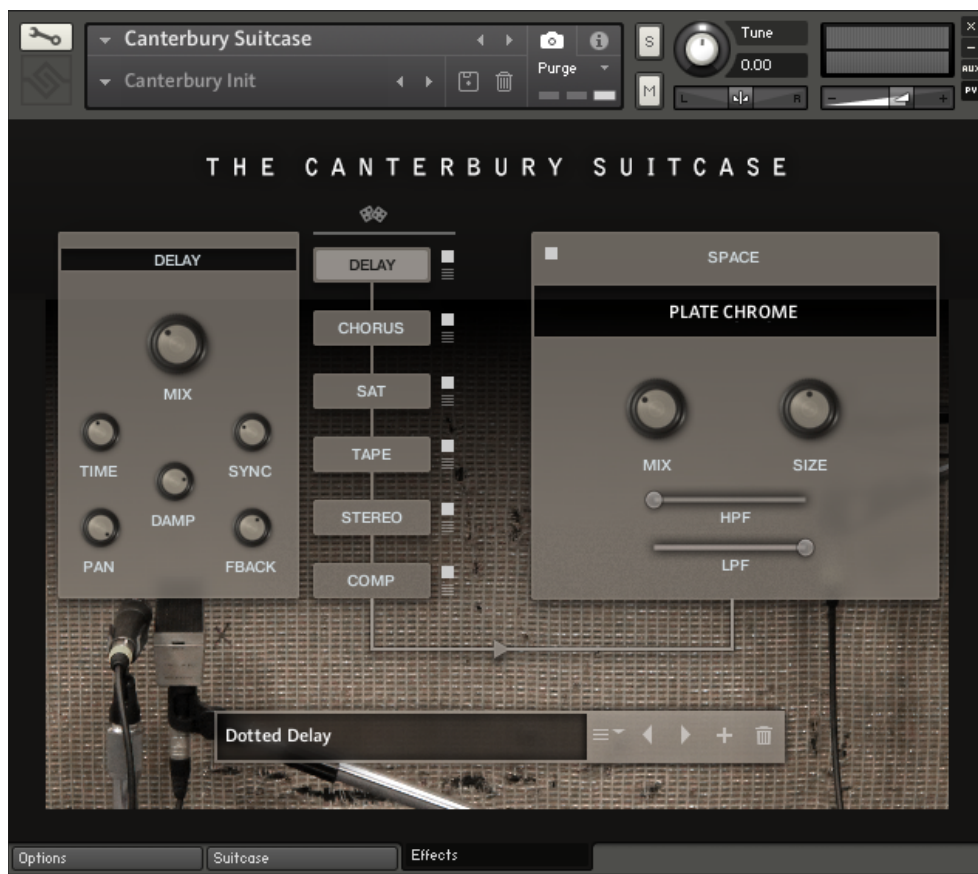 Canterbury Suitcase
Canterbury Init
Purge
S
M
Tune
0.00
L R
- +
×
-
AUX
PV
THE CANTERBURY SUITCASE
DELAY
MIX
TIME
SYNC
DAMP
PAN
FBACK
DELAY
CHORUS
SAT
TAPE
STEREO
COMP
SPACE
PLATE CHROME
MIX
SIZE
HPF
LPF
Dotted Delay
Options
Suitcase
Effects